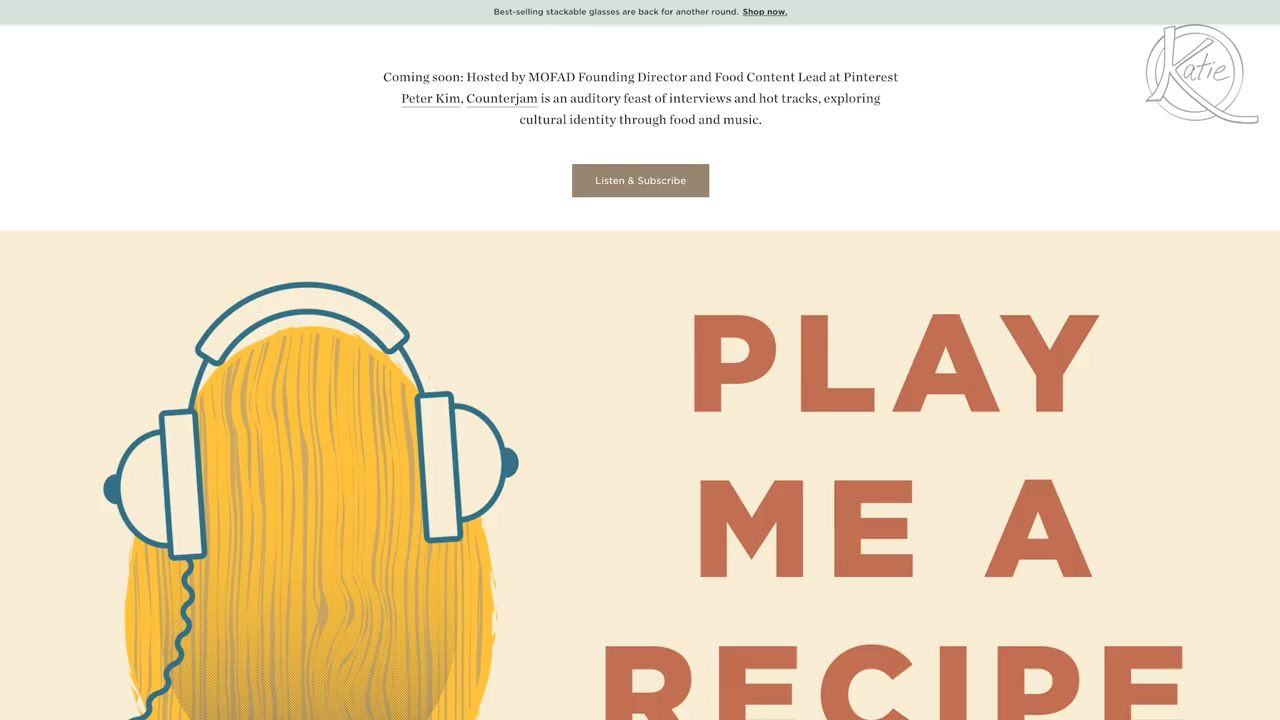 Best-selling stackable glasses are back for another round. Shop now.
Katie
Coming soon: Hosted by MOFAD Founding Director and Food Content Lead at Pinterest
Peter Kim, Counterjam is an auditory feast of interviews and hot tracks, exploring
cultural identity through food and music.
Listen & Subscribe
PLAY
ME A
RECIPE